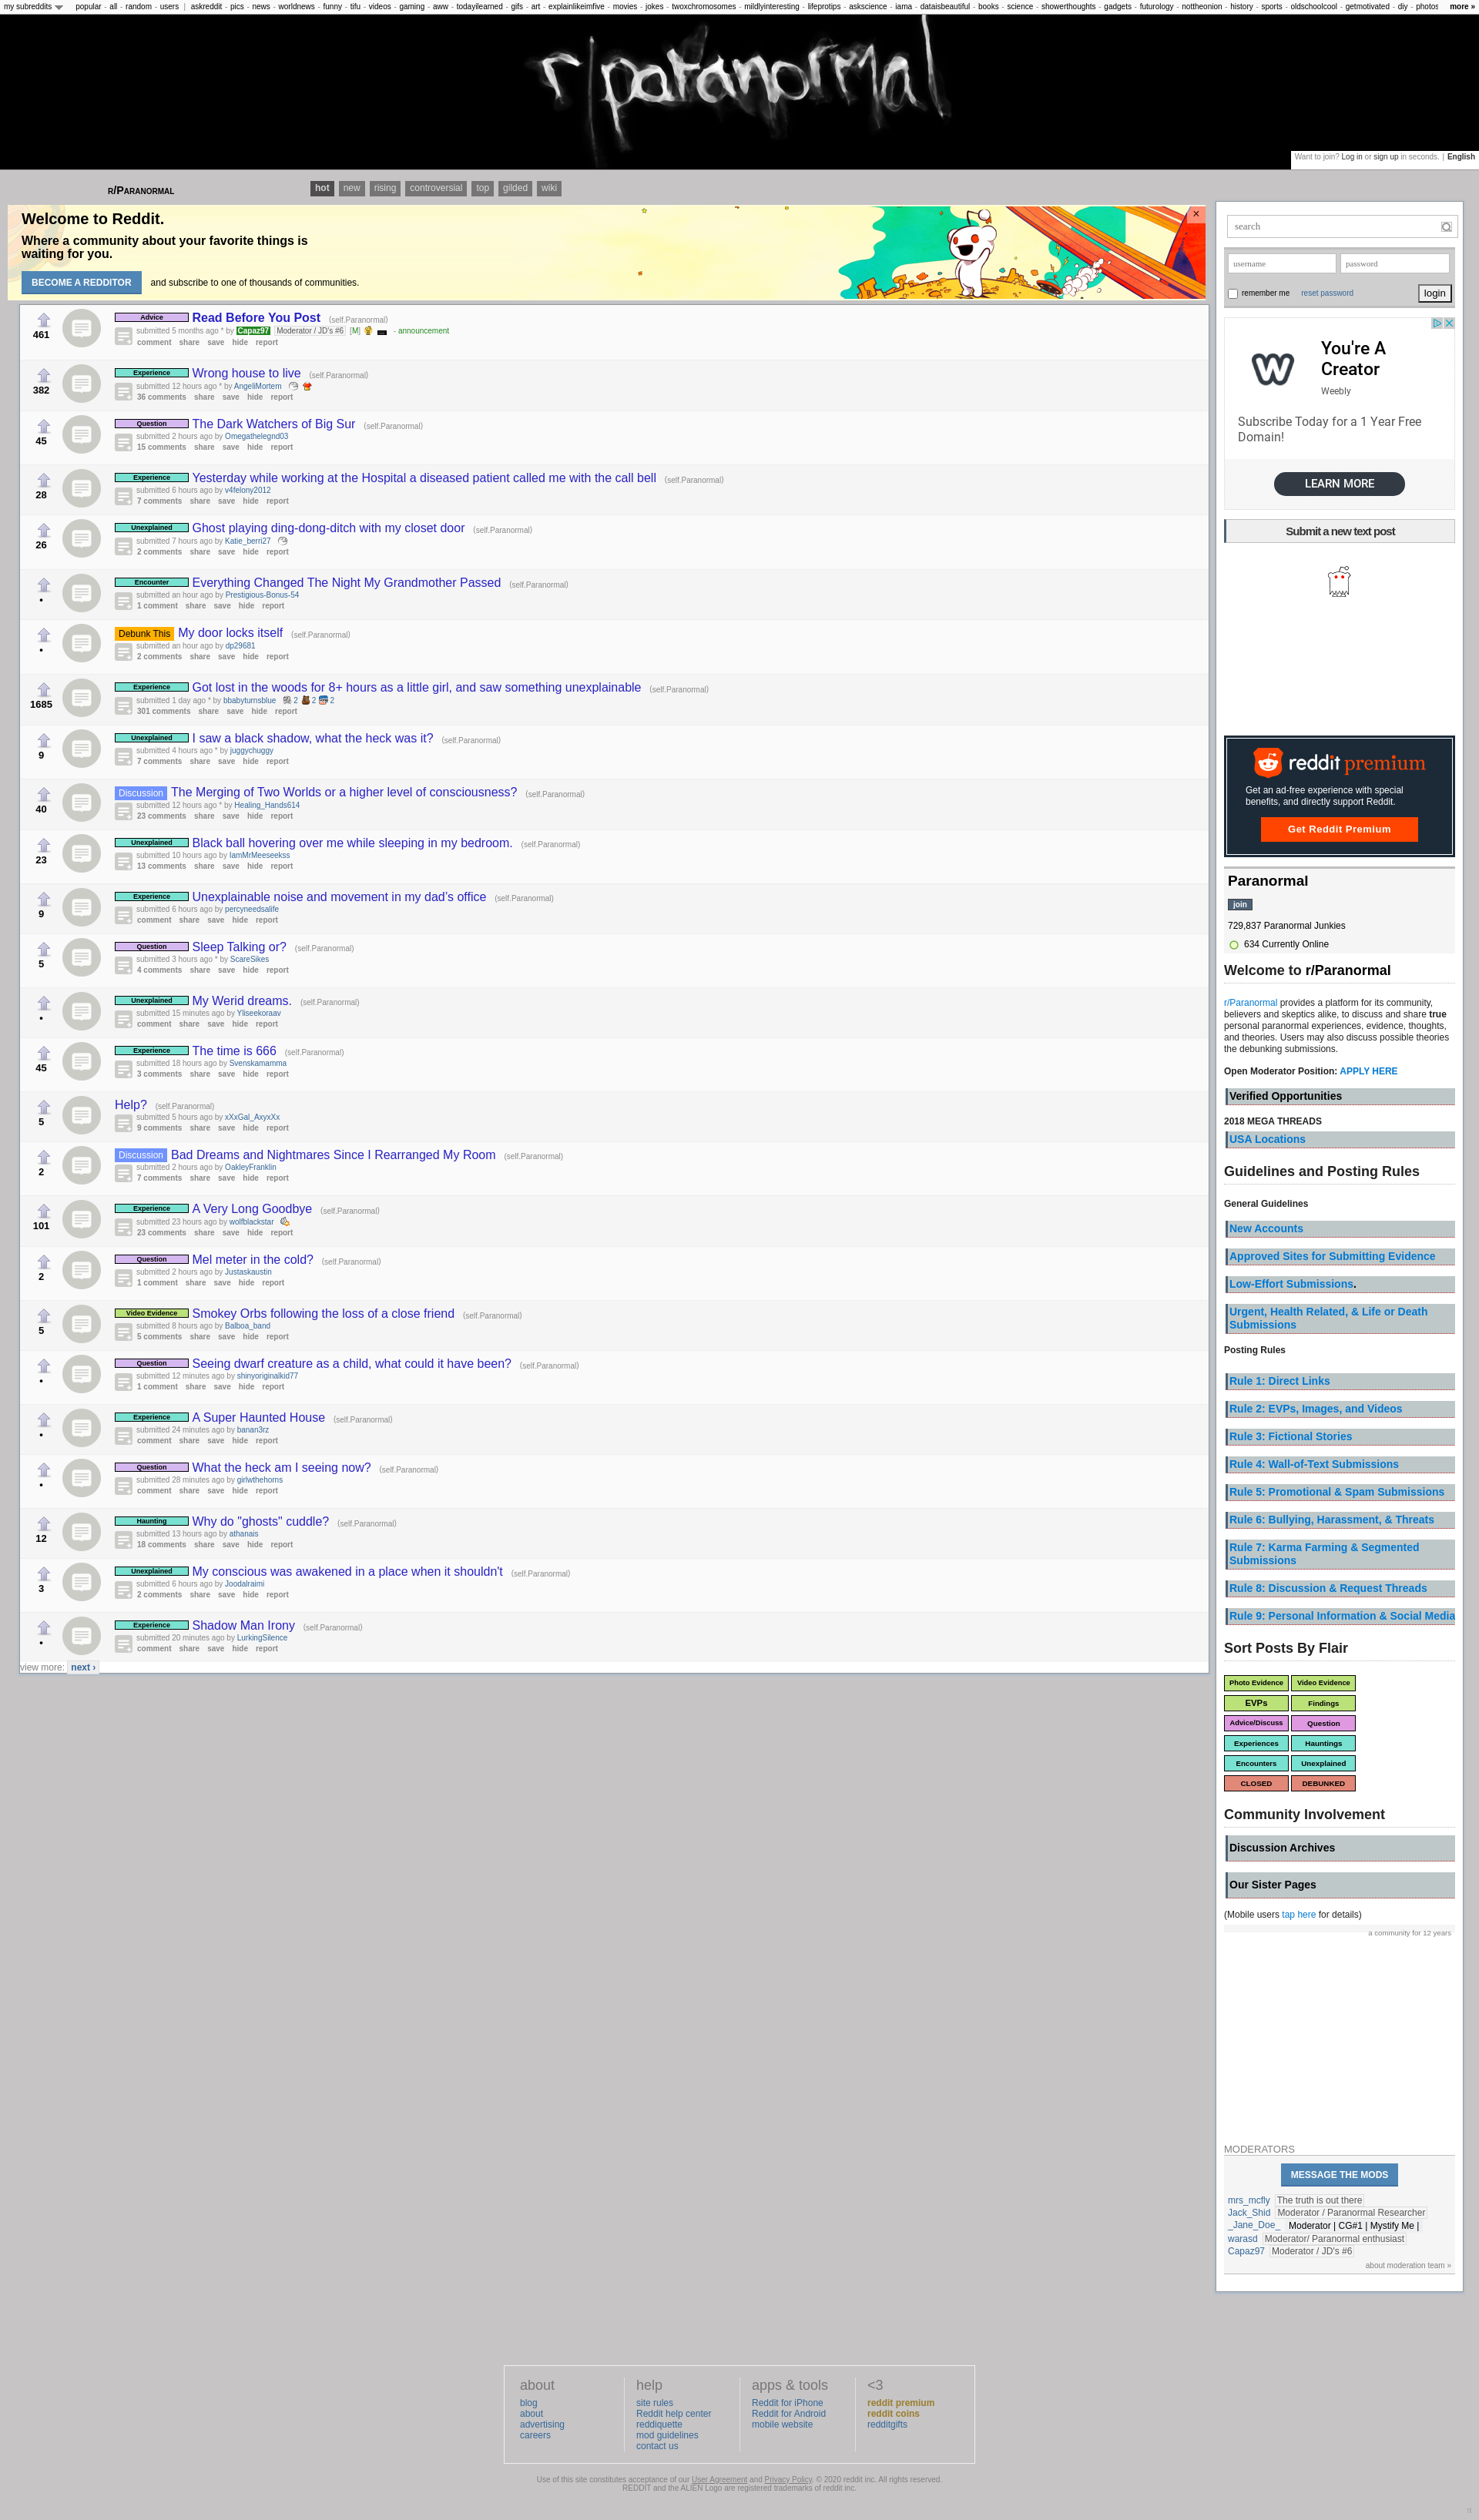 my subreddits popular - all - random - users | askreddit - pics - news - worldnews - funny - tifu - videos - gaming - aww - todayilearned - gifs - art - explainlikeimfive - movies - jokes - twoxchromosomes - mildlyinteresting - lifeprotips - askscience - iama - dataisbeautiful - books - science - showerthoughts - gadgets - futurology - nottheonion - history - sports - oldschoolcool - getmotivated - diy - photos more »
r/paranormal
Want to join? Log in or sign up in seconds. | English
r/Paranormal hot new rising controversial top gilded wiki
Welcome to Reddit.
Where a community about your favorite things is
waiting for you.
BECOME A REDDITOR and subscribe to one of thousands of communities.
×
461
Advice Read Before You Post (self.Paranormal)
submitted 5 months ago * by Capaz97 Moderator / JD's #6 [M] - announcement
comment share save hide report
382
Experience Wrong house to live (self.Paranormal)
submitted 12 hours ago * by AngeliMortem
36 comments share save hide report
45
Question The Dark Watchers of Big Sur (self.Paranormal)
submitted 2 hours ago by Omegathelegnd03
15 comments share save hide report
28
Experience Yesterday while working at the Hospital a diseased patient called me with the call bell (self.Paranormal)
submitted 6 hours ago by v4felony2012
7 comments share save hide report
26
Unexplained Ghost playing ding-dong-ditch with my closet door (self.Paranormal)
submitted 7 hours ago by Katie_berri27
2 comments share save hide report
•
Encounter Everything Changed The Night My Grandmother Passed (self.Paranormal)
submitted an hour ago by Prestigious-Bonus-54
1 comment share save hide report
•
Debunk This My door locks itself (self.Paranormal)
submitted an hour ago by dp29681
2 comments share save hide report
1685
Experience Got lost in the woods for 8+ hours as a little girl, and saw something unexplainable (self.Paranormal)
submitted 1 day ago * by bbabyturnsblue 2 2 2
301 comments share save hide report
9
Unexplained I saw a black shadow, what the heck was it? (self.Paranormal)
submitted 4 hours ago * by juggychuggy
7 comments share save hide report
40
Discussion The Merging of Two Worlds or a higher level of consciousness? (self.Paranormal)
submitted 12 hours ago * by Healing_Hands614
23 comments share save hide report
23
Unexplained Black ball hovering over me while sleeping in my bedroom. (self.Paranormal)
submitted 10 hours ago by IamMrMeeseekss
13 comments share save hide report
9
Experience Unexplainable noise and movement in my dad's office (self.Paranormal)
submitted 6 hours ago by percyneedsalife
comment share save hide report
5
Question Sleep Talking or? (self.Paranormal)
submitted 3 hours ago * by ScareSikes
4 comments share save hide report
•
Unexplained My Werid dreams. (self.Paranormal)
submitted 15 minutes ago by Yliseekoraav
comment share save hide report
45
Experience The time is 666 (self.Paranormal)
submitted 18 hours ago by Svenskamamma
3 comments share save hide report
5
Help? (self.Paranormal)
submitted 5 hours ago by xXxGal_AxyxXx
9 comments share save hide report
2
Discussion Bad Dreams and Nightmares Since I Rearranged My Room (self.Paranormal)
submitted 2 hours ago by OakleyFranklin
7 comments share save hide report
101
Experience A Very Long Goodbye (self.Paranormal)
submitted 23 hours ago by wolfblackstar
23 comments share save hide report
2
Question Mel meter in the cold? (self.Paranormal)
submitted 2 hours ago by Justaskaustin
1 comment share save hide report
5
Video Evidence Smokey Orbs following the loss of a close friend (self.Paranormal)
submitted 8 hours ago by Balboa_band
5 comments share save hide report
•
Question Seeing dwarf creature as a child, what could it have been? (self.Paranormal)
submitted 12 minutes ago by shinyoriginalkid77
1 comment share save hide report
•
Experience A Super Haunted House (self.Paranormal)
submitted 24 minutes ago by banan3rz
comment share save hide report
•
Question What the heck am I seeing now? (self.Paranormal)
submitted 28 minutes ago by girlwthehorns
comment share save hide report
12
Haunting Why do "ghosts" cuddle? (self.Paranormal)
submitted 13 hours ago by athanais
18 comments share save hide report
3
Unexplained My conscious was awakened in a place when it shouldn't (self.Paranormal)
submitted 6 hours ago by Joodalraimi
2 comments share save hide report
•
Experience Shadow Man Irony (self.Paranormal)
submitted 20 minutes ago by LurkingSilence
comment share save hide report
view more: next ›
search
username password
remember me reset password login
You're A
Creator
Weebly
Subscribe Today for a 1 Year Free
Domain!
LEARN MORE
Submit a new text post
reddit premium
Get an ad-free experience with special
benefits, and directly support Reddit.
Get Reddit Premium
Paranormal
join
729,837 Paranormal Junkies
634 Currently Online
Welcome to r/Paranormal
r/Paranormal provides a platform for its community,
believers and skeptics alike, to discuss and share true
personal paranormal experiences, evidence, thoughts,
and theories. Users may also discuss possible theories
the debunking submissions.
Open Moderator Position: APPLY HERE
Verified Opportunities
2018 MEGA THREADS
USA Locations
Guidelines and Posting Rules
General Guidelines
New Accounts
Approved Sites for Submitting Evidence
Low-Effort Submissions.
Urgent, Health Related, & Life or Death
Submissions
Posting Rules
Rule 1: Direct Links
Rule 2: EVPs, Images, and Videos
Rule 3: Fictional Stories
Rule 4: Wall-of-Text Submissions
Rule 5: Promotional & Spam Submissions
Rule 6: Bullying, Harassment, & Threats
Rule 7: Karma Farming & Segmented
Submissions
Rule 8: Discussion & Request Threads
Rule 9: Personal Information & Social Media
Sort Posts By Flair
Photo Evidence Video Evidence
EVPs Findings
Advice/Discuss Question
Experiences Hauntings
Encounters Unexplained
CLOSED DEBUNKED
Community Involvement
Discussion Archives
Our Sister Pages
(Mobile users tap here for details)
a community for 12 years
MODERATORS
MESSAGE THE MODS
mrs_mcfly The truth is out there
Jack_Shid Moderator / Paranormal Researcher
_Jane_Doe_ Moderator | CG#1 | Mystify Me |
warasd Moderator/ Paranormal enthusiast
Capaz97 Moderator / JD's #6
about moderation team »
about help apps & tools <3
blog site rules Reddit for iPhone reddit premium
about Reddit help center Reddit for Android reddit coins
advertising reddiquette mobile website redditgifts
careers mod guidelines
contact us
Use of this site constitutes acceptance of our User Agreement and Privacy Policy. © 2020 reddit inc. All rights reserved.
REDDIT and the ALIEN Logo are registered trademarks of reddit inc.